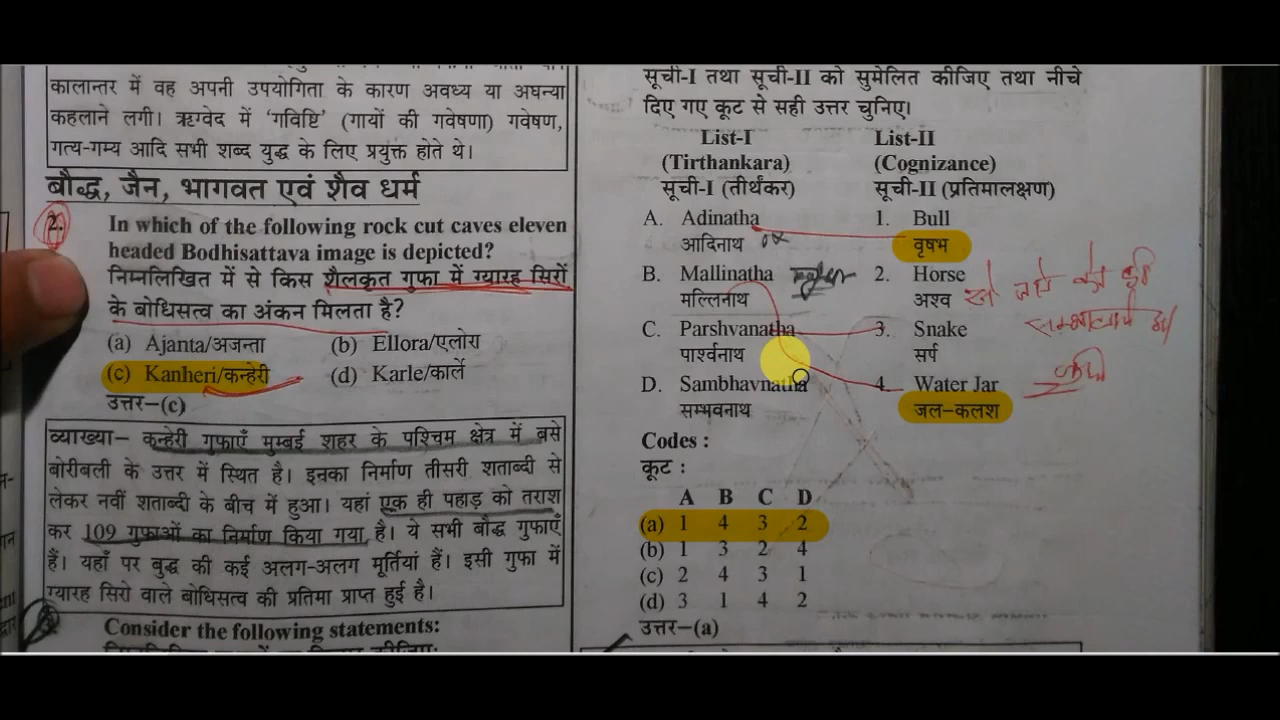 कालान्तर में वह अपनी उपयोगिता के कारण अवध्य या अघन्या
कहलाने लगी। ऋग्वेद में 'गविष्टि' (गायों की गवेषणा) गवेषण,
गत्य-गम्य आदि सभी शब्द युद्ध के लिए प्रयुक्त होते थे।
बौद्ध, जैन, भागवत एवं शैव धर्म
2. In which of the following rock cut caves eleven
headed Bodhisattava image is depicted?
निम्नलिखित में से किस शैलकृत गुफा में ग्यारह सिरों
के बोधिसत्व का अंकन मिलता है?
(a) Ajanta/अजन्ता (b) Ellora/एलोरा
(c) Kanheri/कन्हेरी (d) Karle/कार्ले
उत्तर–(c)
व्याख्या– कन्हेरी गुफाएँ मुम्बई शहर के पश्चिम क्षेत्र में बसे
बोरीबली के उत्तर में स्थित है। इनका निर्माण तीसरी शताब्दी से
लेकर नवीं शताब्दी के बीच में हुआ। यहां एक ही पहाड़ को तराश
कर 109 गुफाओं का निर्माण किया गया है। ये सभी बौद्ध गुफाएँ
हैं। यहाँ पर बुद्ध की कई अलग-अलग मूर्तियां हैं। इसी गुफा में
ग्यारह सिरो वाले बोधिसत्व की प्रतिमा प्राप्त हुई है।
Consider the following statements:
सूची-I तथा सूची-II को सुमेलित कीजिए तथा नीचे
दिए गए कूट से सही उत्तर चुनिए।
List-I List-II
(Tirthankara) (Cognizance)
सूची-I (तीर्थंकर) सूची-II (प्रतिमालक्षण)
A. Adinatha 1. Bull
आदिनाथ ox वृषभ
B. Mallinatha 2. Horse
मल्लिनाथ अश्व
C. Parshvanatha 3. Snake
पार्श्वनाथ सर्प
D. Sambhavnatha 4. Water Jar
सम्भवनाथ जल-कलश
Codes :
कूट :
A B C D
(a) 1 4 3 2
(b) 1 3 2 4
(c) 2 4 3 1
(d) 3 1 4 2
उत्तर–(a)